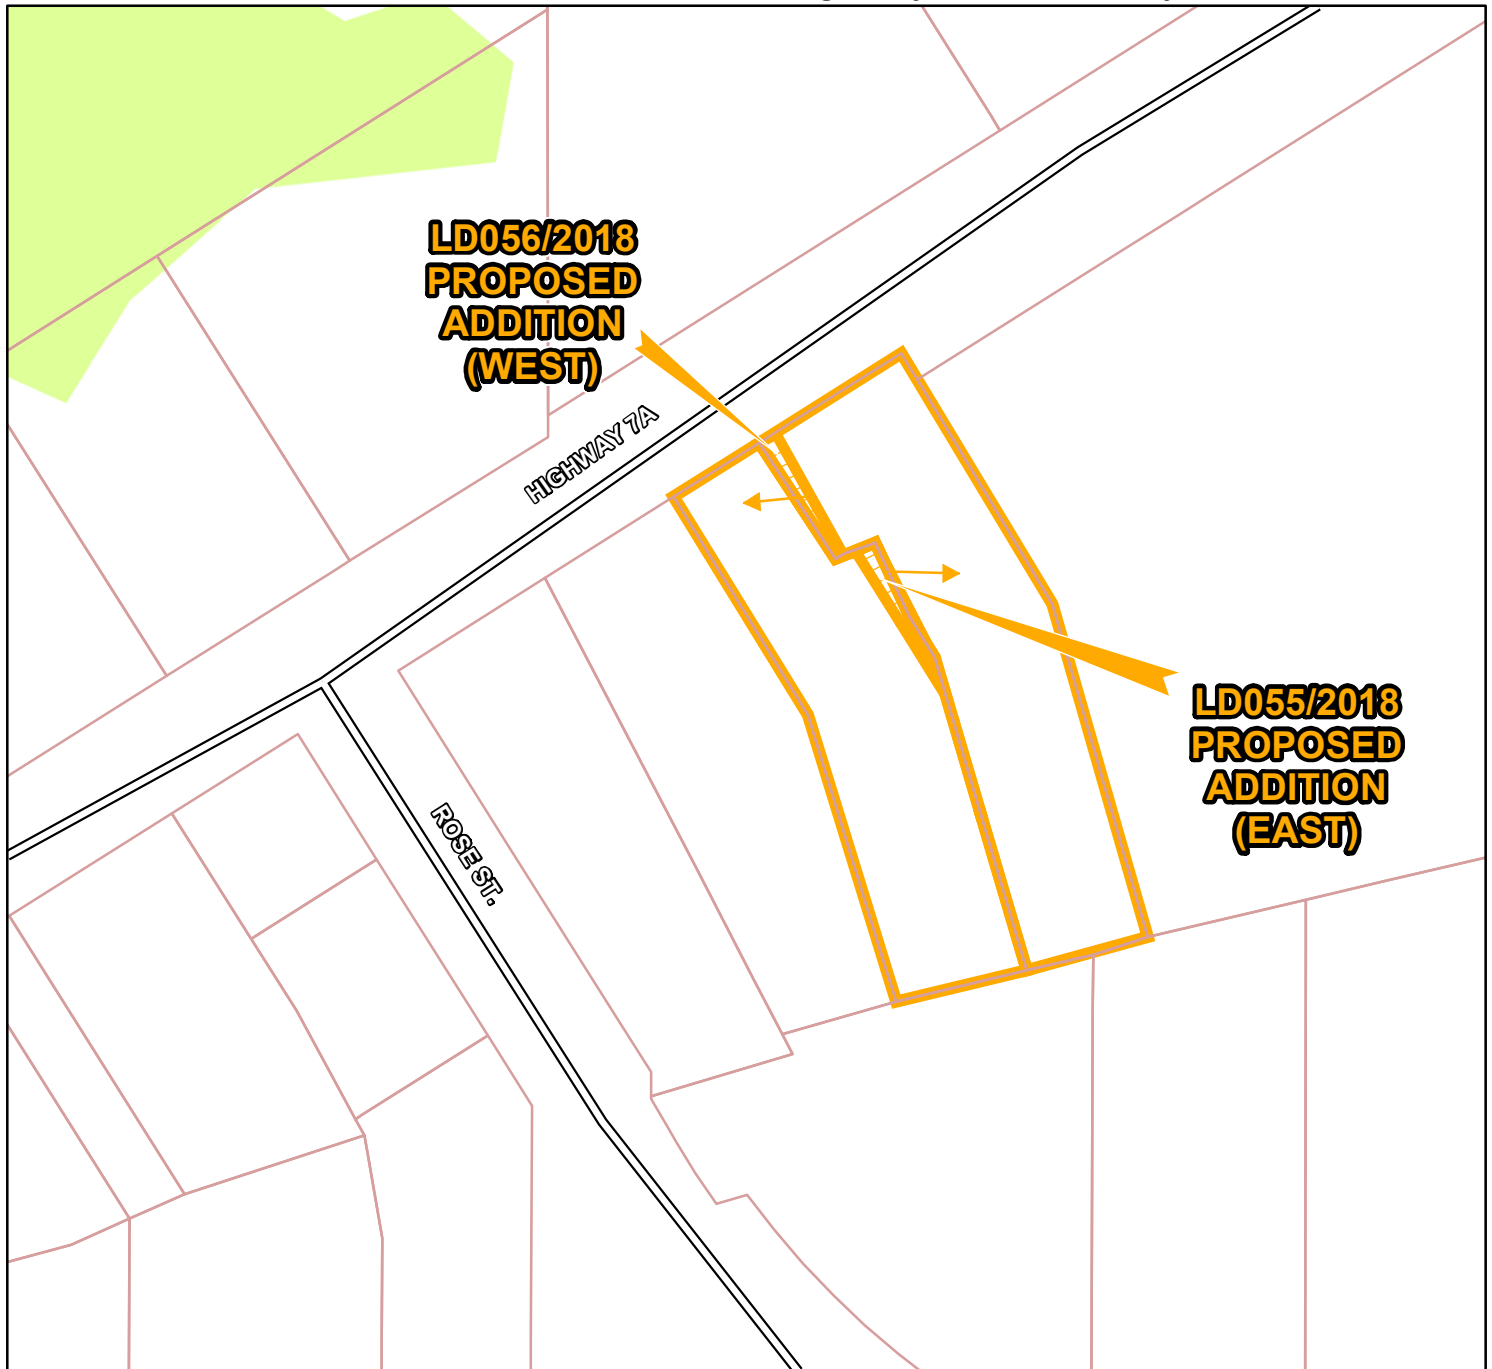 LD056/2018
PROPOSED
ADDITION
(WEST)
HIGHWAY 7A
LD055/2018
PROPOSED
ADDITION
(EAST)
ROSE ST.